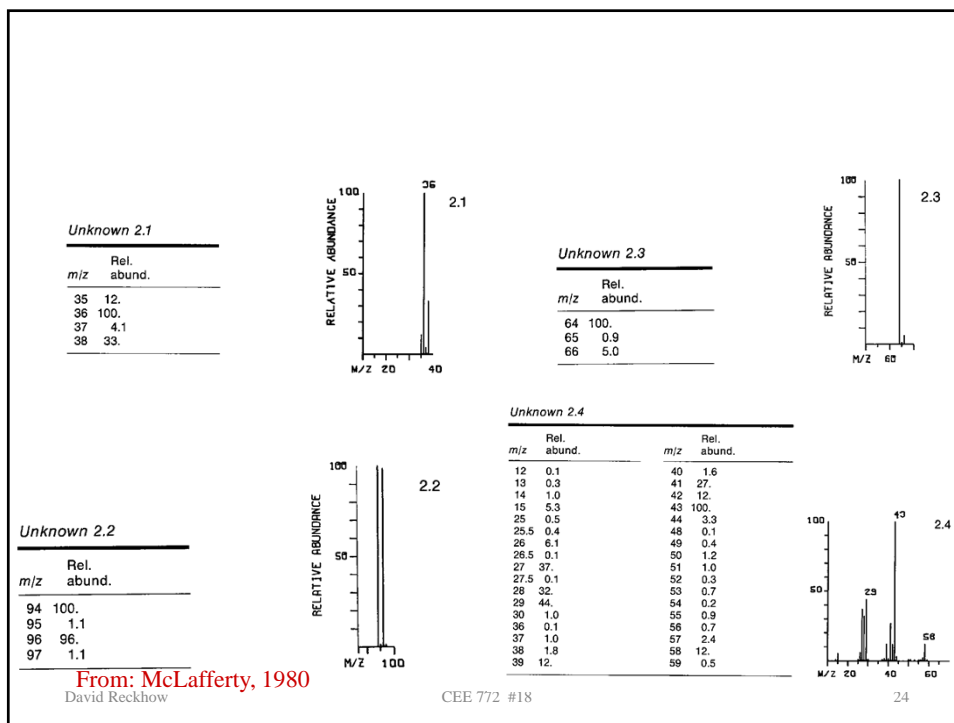 Unknown 2.1
Rel.
m/z abund.
35 12.
36 100.
37 4.1
38 33.
RELATIVE ABUNDANCE
100
50
36
2.1
M/Z 20 40
Unknown 2.3
Rel.
m/z abund.
64 100.
65 0.9
66 5.0
RELATIVE ABUNDANCE
100
50
2.3
M/Z 60
Unknown 2.2
Rel.
m/z abund.
94 100.
95 1.1
96 96.
97 1.1
RELATIVE ABUNDANCE
100
50
2.2
M/Z 100
Unknown 2.4
Rel. Rel.
m/z abund. m/z abund.
12 0.1 40 1.6
13 0.3 41 27.
14 1.0 42 12.
15 5.3 43 100.
25 0.5 44 3.3
25.5 0.4 48 0.1
26 6.1 49 0.4
26.5 0.1 50 1.2
27 37. 51 1.0
27.5 0.1 52 0.3
28 32. 53 0.7
29 44. 54 0.2
30 1.0 55 0.9
36 0.1 56 0.7
37 1.0 57 2.4
38 1.8 58 12.
39 12. 59 0.5
100
50
43
2.4
29
58
M/Z 20 40 60
From: McLafferty, 1980
David Reckhow CEE 772 #18 24